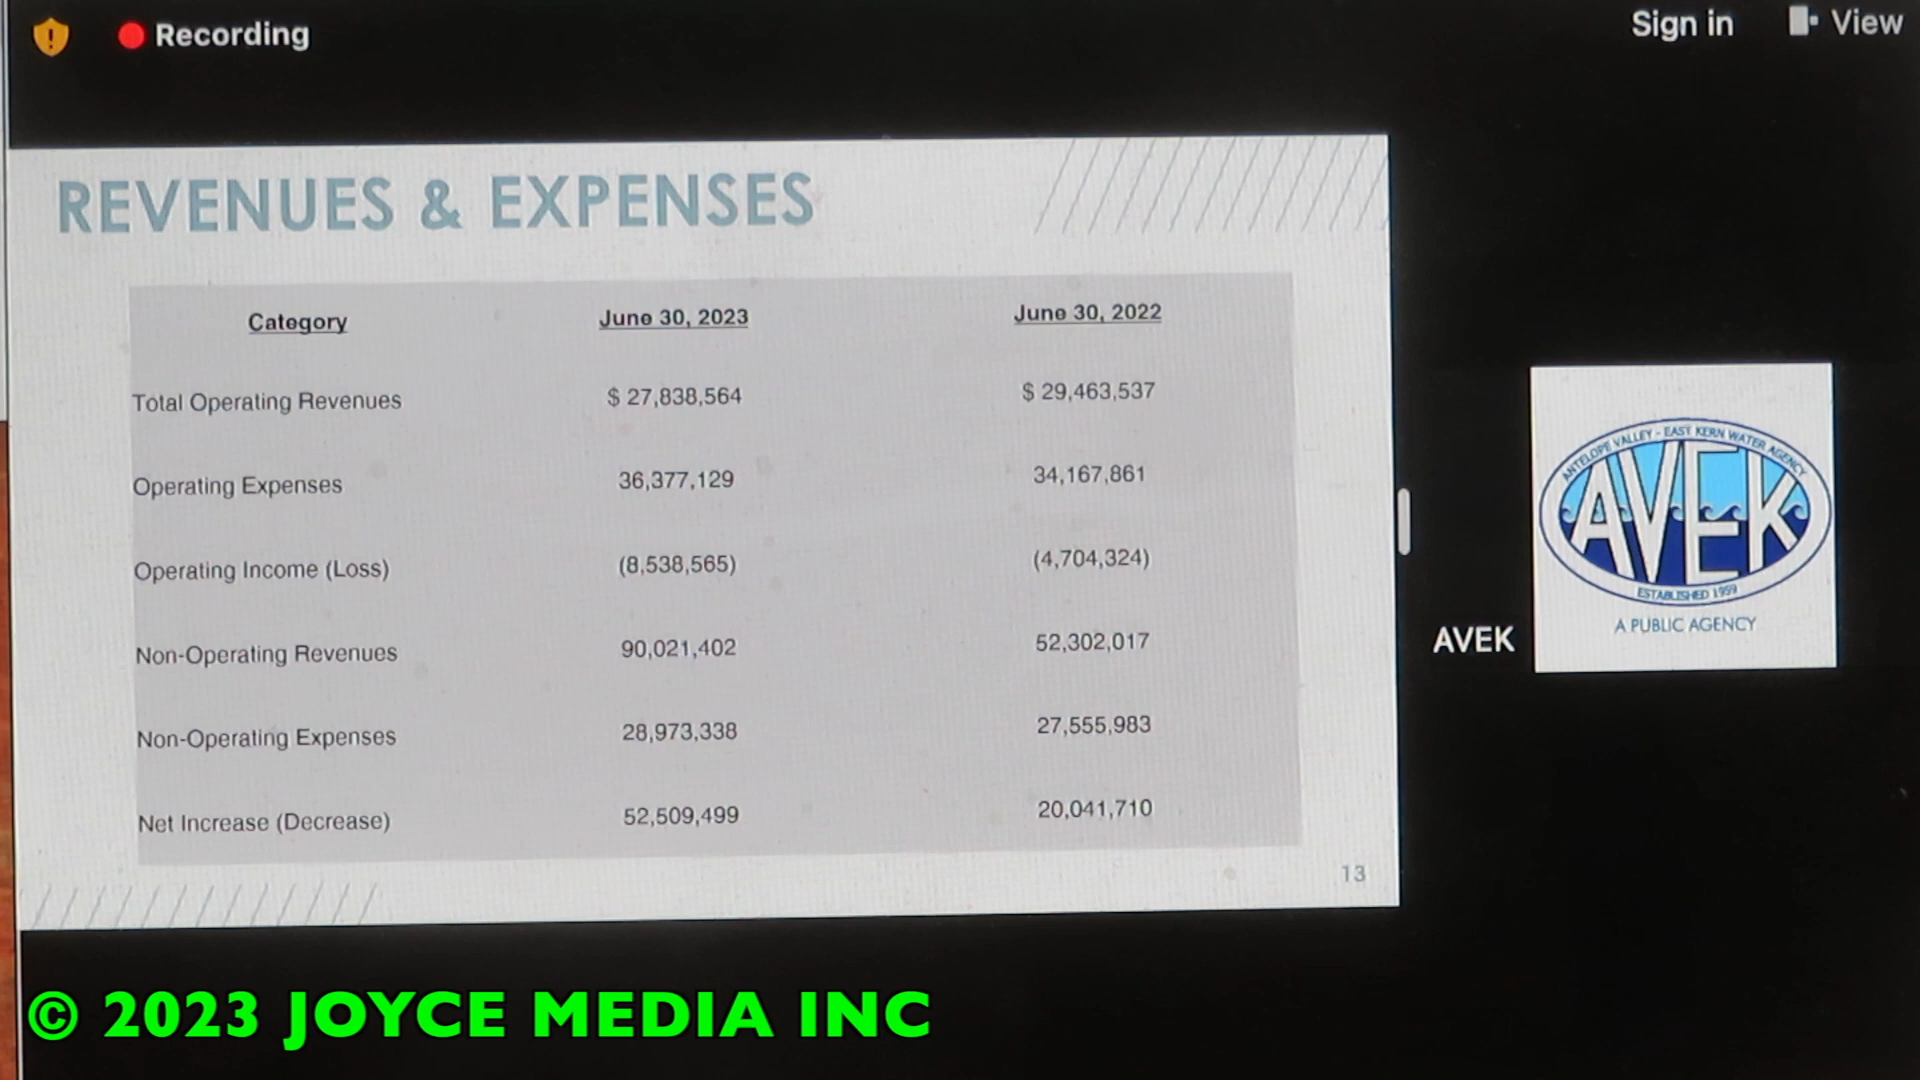 Recording
Sign in
View
REVENUES & EXPENSES
Category June 30, 2023 June 30, 2022
Total Operating Revenues $ 27,838,564 $ 29,463,537
Operating Expenses 36,377,129 34,167,861
Operating Income (Loss) (8,538,565) (4,704,324)
Non-Operating Revenues 90,021,402 52,302,017
Non-Operating Expenses 28,973,338 27,555,983
Net Increase (Decrease) 52,509,499 20,041,710
13
AVEK
ANTELOPE VALLEY - EAST KERN WATER AGENCY
AVEK
ESTABLISHED 1959
A PUBLIC AGENCY
© 2023 JOYCE MEDIA INC